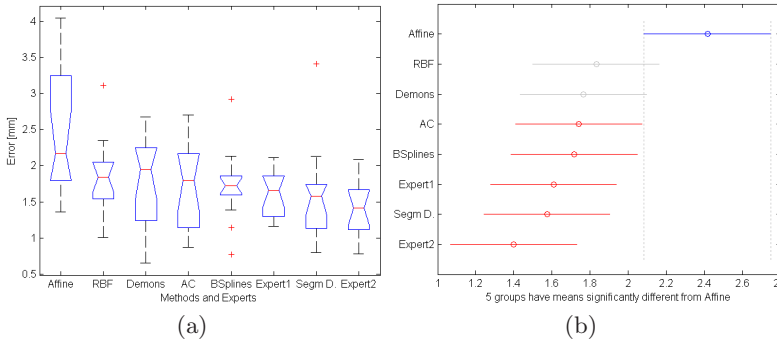 4
3.5
3
2.5
2
1.5
1
0.5
Error [mm]
Affine RBF Demons AC BSplines Expert1 Segm D. Expert2
Methods and Experts
(a)
Affine
RBF
Demons
AC
BSplines
Expert1
Segm D.
Expert2
1 1.2 1.4 1.6 1.8 2 2.2 2.4 2.6
5 groups have means significantly different from Affine
(b)